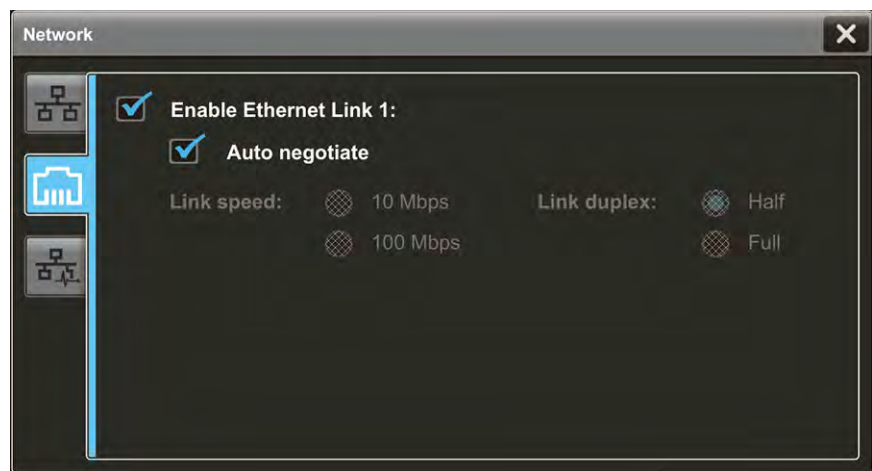 Network
Enable Ethernet Link 1:
Auto negotiate
Link speed: 10 Mbps Link duplex: Half
100 Mbps Full